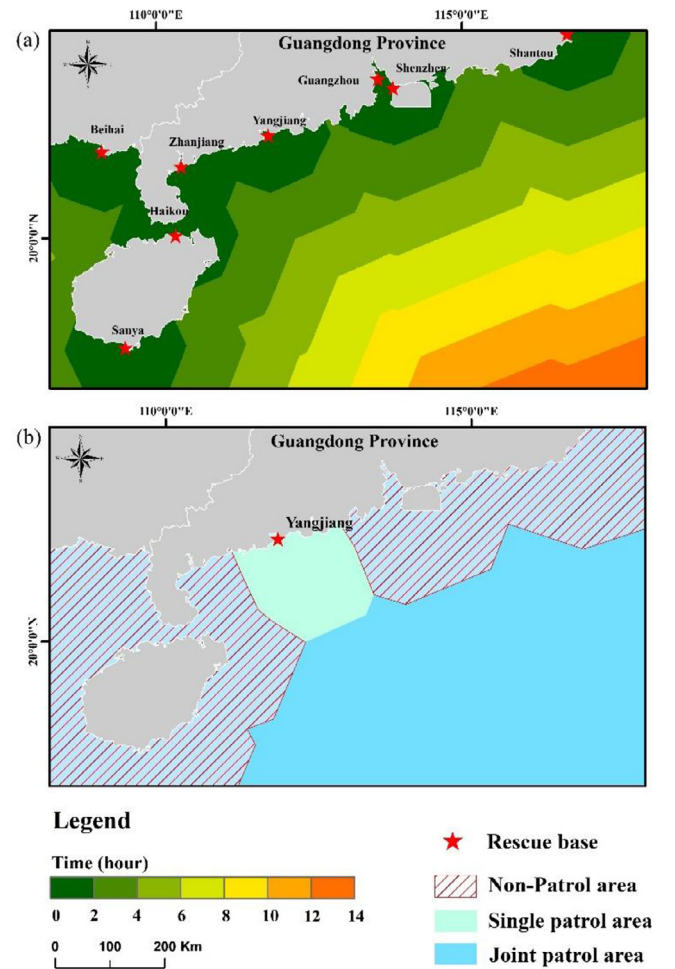 110°0'0"E 115°0'0"E
(a)
Guangdong Province
Shantou
Shenzhen
Guangzhou
Yangjiang
Beihai
Zhanjiang
Haikou
20°0'0"N
Sanya
110°0'0"E 115°0'0"E
(b)
Guangdong Province
Yangjiang
20°0'0"N
Legend
Time (hour)
0 2 4 6 8 10 12 14
0 100 200 Km
Rescue base
Non-Patrol area
Single patrol area
Joint patrol area